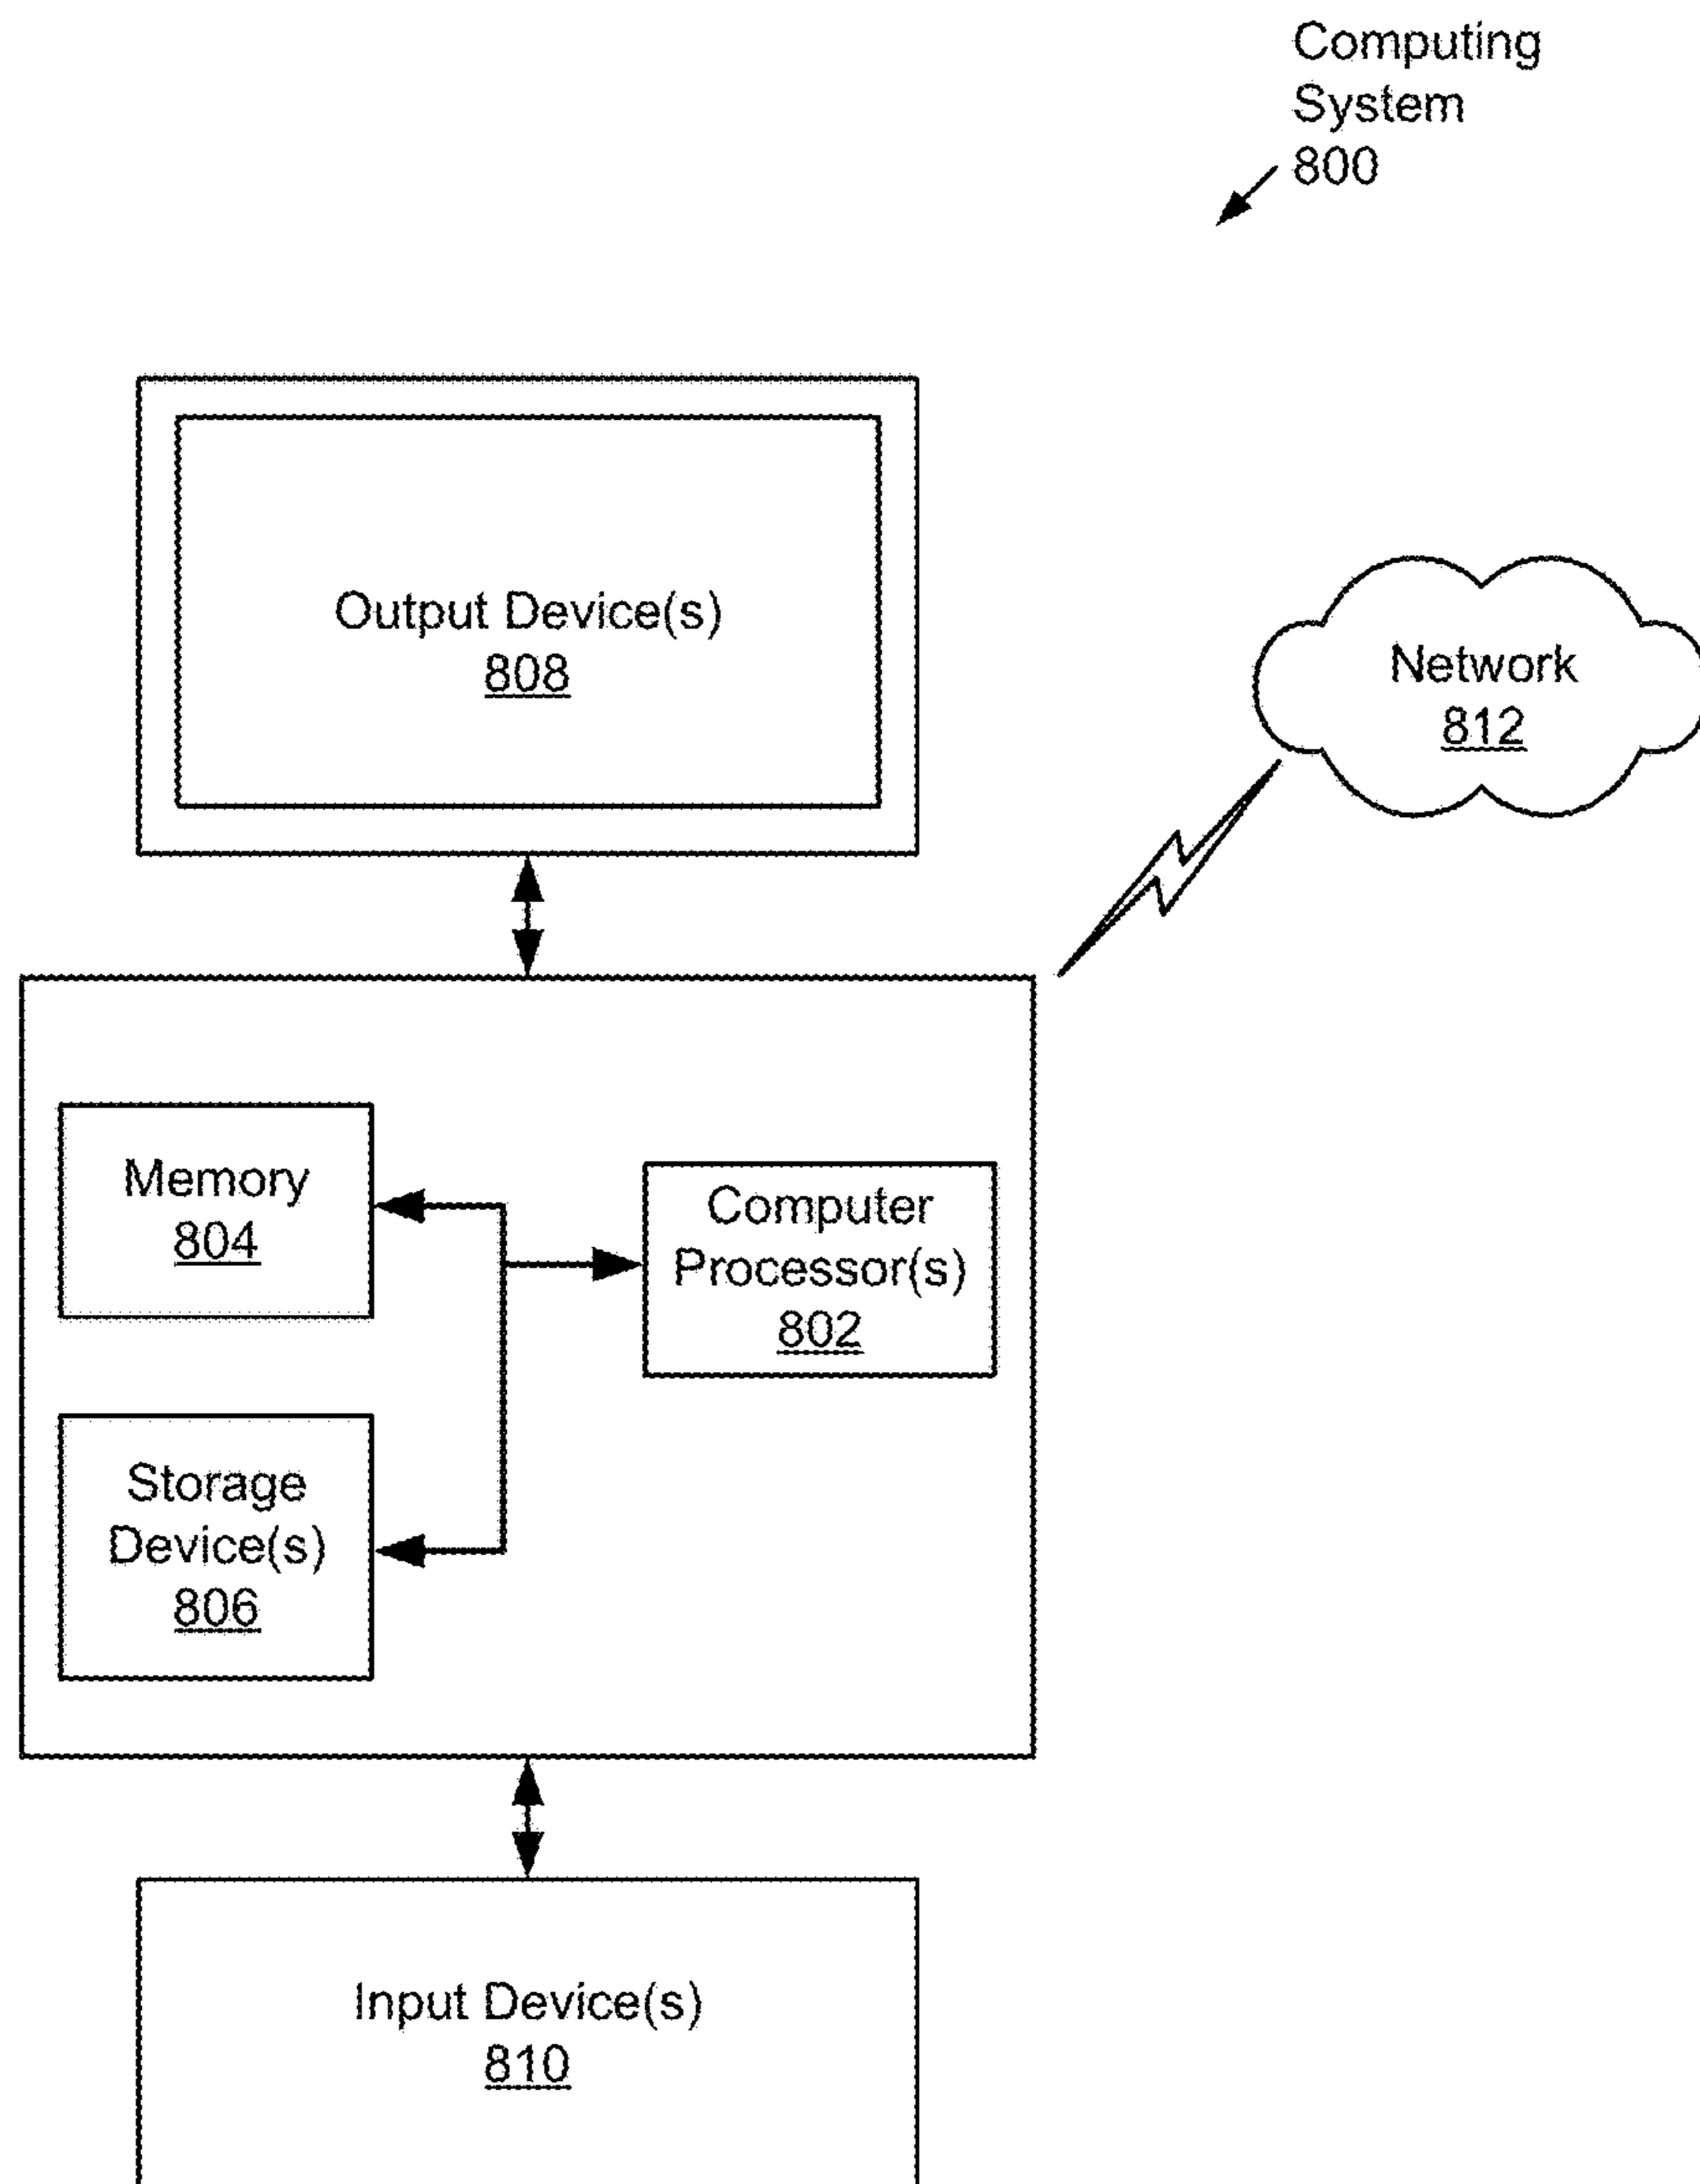 Computing
System
800
Output Device(s)
808
Network
812
Memory
804
Computer
Processor(s)
802
Storage
Device(s)
806
Input Device(s)
810